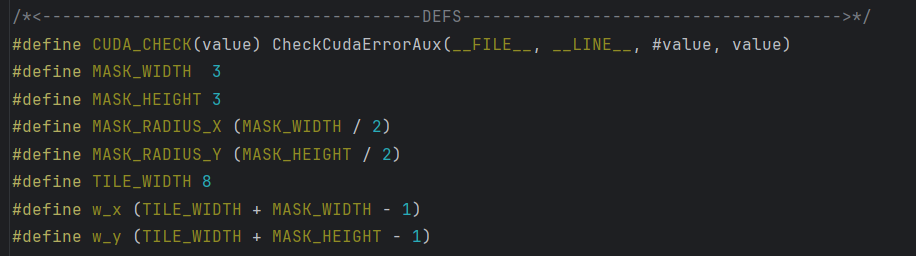 /*<--------------------------------------DEFS-------------------------------------->*/
#define CUDA_CHECK(value) CheckCudaErrorAux(__FILE__, __LINE__, #value, value)
#define MASK_WIDTH  3
#define MASK_HEIGHT 3
#define MASK_RADIUS_X (MASK_WIDTH / 2)
#define MASK_RADIUS_Y (MASK_HEIGHT / 2)
#define TILE_WIDTH 8
#define w_x (TILE_WIDTH + MASK_WIDTH - 1)
#define w_y (TILE_WIDTH + MASK_HEIGHT - 1)